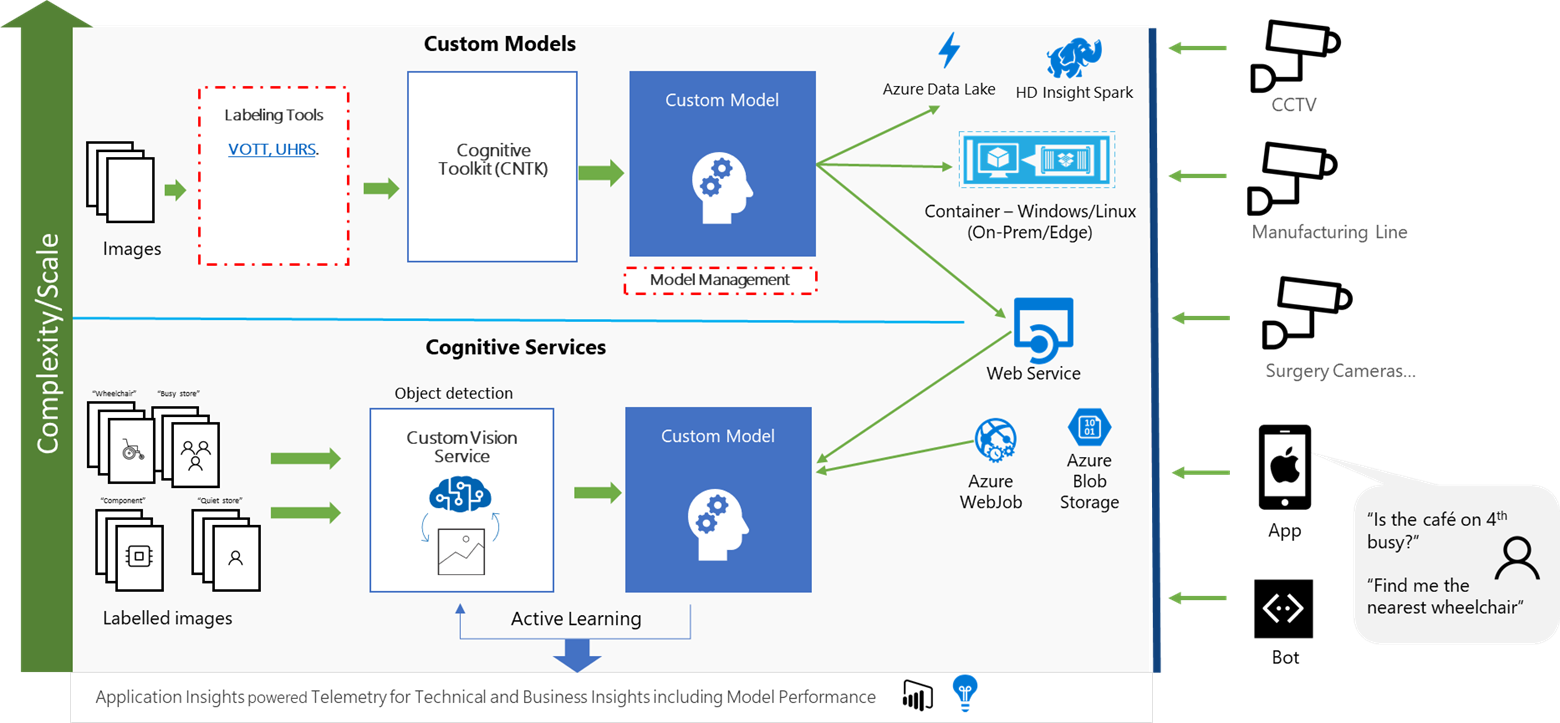 Complexity/Scale
Custom Models
Images
Labeling Tools
VOTT, UHRS.
Cognitive
Toolkit (CNTK)
Custom Model
Model Management
Azure Data Lake
HD Insight Spark
Container – Windows/Linux
(On-Prem/Edge)
Web Service
Cognitive Services
"Wheelchair"
"Busy store"
"Component"
"Quiet store"
Labelled images
Object detection
Custom Vision
Service
Custom Model
Active Learning
Azure
WebJob
10
01
Azure
Blob
Storage
CCTV
Manufacturing Line
Surgery Cameras...
App
Bot
“Is the café on 4th
busy?“
“Find me the
nearest wheelchair”
Application Insights powered Telemetry for Technical and Business Insights including Model Performance